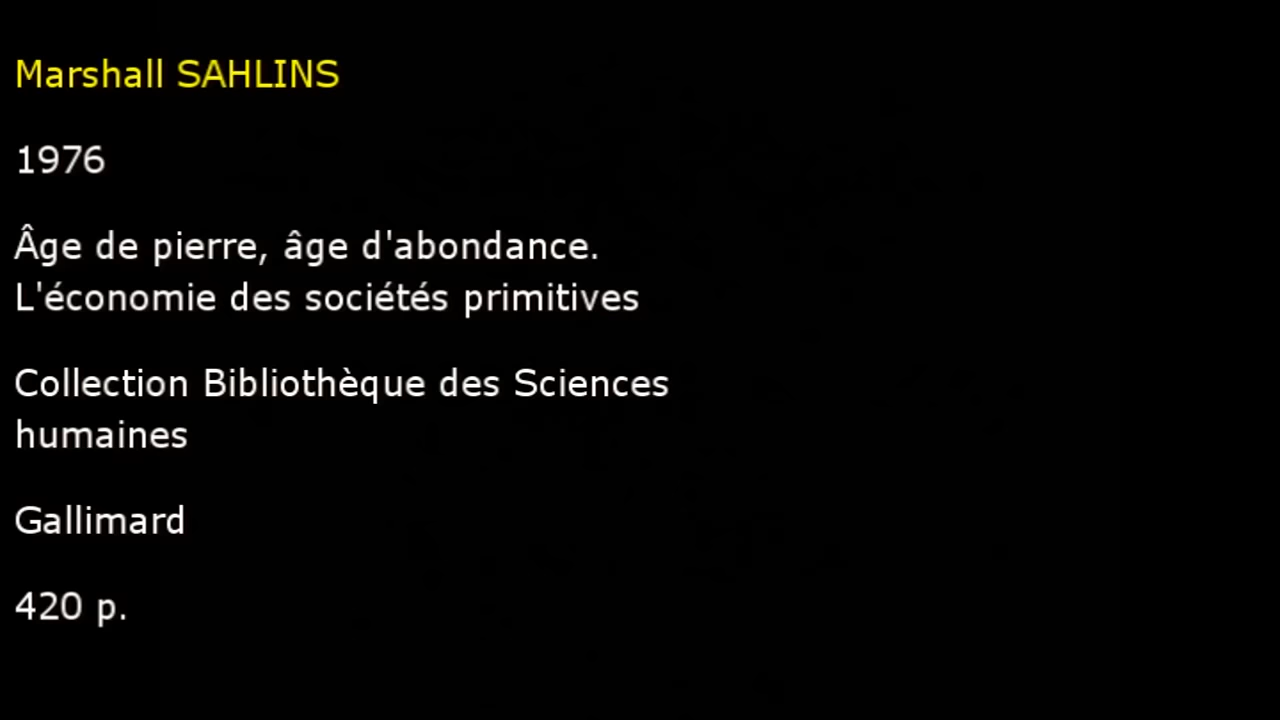 Marshall SAHLINS
1976
Âge de pierre, âge d'abondance.
L'économie des sociétés primitives
Collection Bibliothèque des Sciences
humaines
Gallimard
420 p.